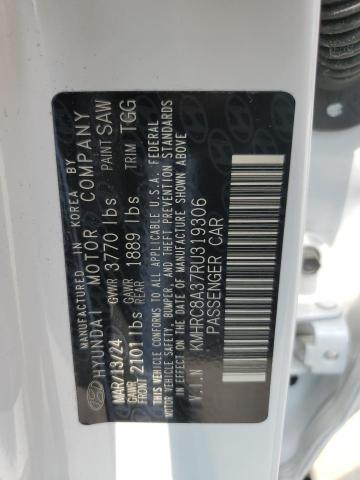 MANUFACTURED IN KOREA BY
HYUNDAI MOTOR COMPANY
MAR/13/24 GVWR 3770 lbs PAINT SAW
GAWR FRONT 2101 lbs GAWR REAR 1889 lbs TRIM TGG
THIS VEHICLE CONFORMS TO ALL APPLICABLE U.S.A. FEDERAL
MOTOR VEHICLE SAFETY, BUMPER, AND THEFT PREVENTION STANDARDS
IN EFFECT ON THE DATE OF MANUFACTURE SHOWN ABOVE
V.I.N KMHRC8A37RU319306
PASSENGER CAR